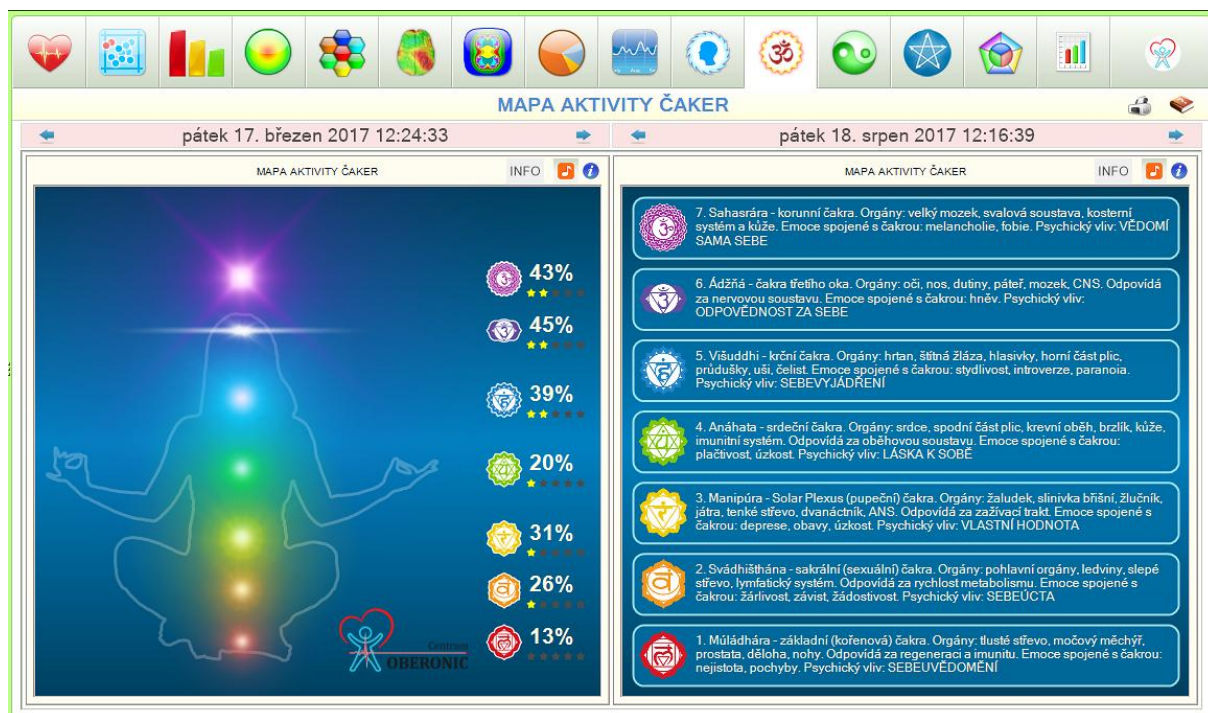 MAPA AKTIVITY ČAKER
pátek 17. březen 2017 12:24:33
pátek 18. srpen 2017 12:16:39
MAPA AKTIVITY ČAKER
INFO
43%
45%
39%
20%
31%
26%
13%
Centrum
OBERONIC
MAPA AKTIVITY ČAKER
INFO
7. Sahasrára - korunní čakra. Orgány: velký mozek, svalová soustava, kosterní
systém a kůže. Emoce spojené s čakrou: melancholie, fobie. Psychický vliv: VĚDOMÍ
SAMA SEBE
6. Ádžňá - čakra třetího oka. Orgány: oči, nos, dutiny, páteř, mozek, CNS. Odpovídá
za nervovou soustavu. Emoce spojené s čakrou: hněv. Psychický vliv:
ODPOVĚDNOST ZA SEBE
5. Višuddhi - krční čakra. Orgány: hrtan, štítná žláza, hlasivky, horní část plic,
průdušky, uši, čelist. Emoce spojené s čakrou: stydlivost, introverze, paranoia.
Psychický vliv: SEBEVYJÁDŘENÍ
4. Anáhata - srdeční čakra. Orgány: srdce, spodní část plic, krevní oběh, brzlík, kůže,
imunitní systém. Odpovídá za oběhovou soustavu. Emoce spojené s čakrou:
plačtivost, úzkost. Psychický vliv: LÁSKA K SOBĚ
3. Manipúra - Solar Plexus (pupeční) čakra. Orgány: žaludek, slinivka břišní, žlučník,
játra, tenké střevo, dvanáctník, ANS. Odpovídá za zažívací trakt. Emoce spojené s
čakrou: deprese, obavy, úzkost. Psychický vliv: VLASTNÍ HODNOTA
2. Svádhišthána - sakrální (sexuální) čakra. Orgány: pohlavní orgány, ledviny, slepé
střevo, lymfatický systém. Odpovídá za rychlost metabolismu. Emoce spojené s
čakrou: žárlivost, závist, žádostivost. Psychický vliv: SEBEÚCTA
1. Múládhára - základní (kořenová) čakra. Orgány: tlusté střevo, močový měchýř,
prostata, děloha, nohy. Odpovídá za regeneraci a imunitu. Emoce spojené s čakrou:
nejistota, pochyby. Psychický vliv: SEBEUVĚDOMĚNÍ